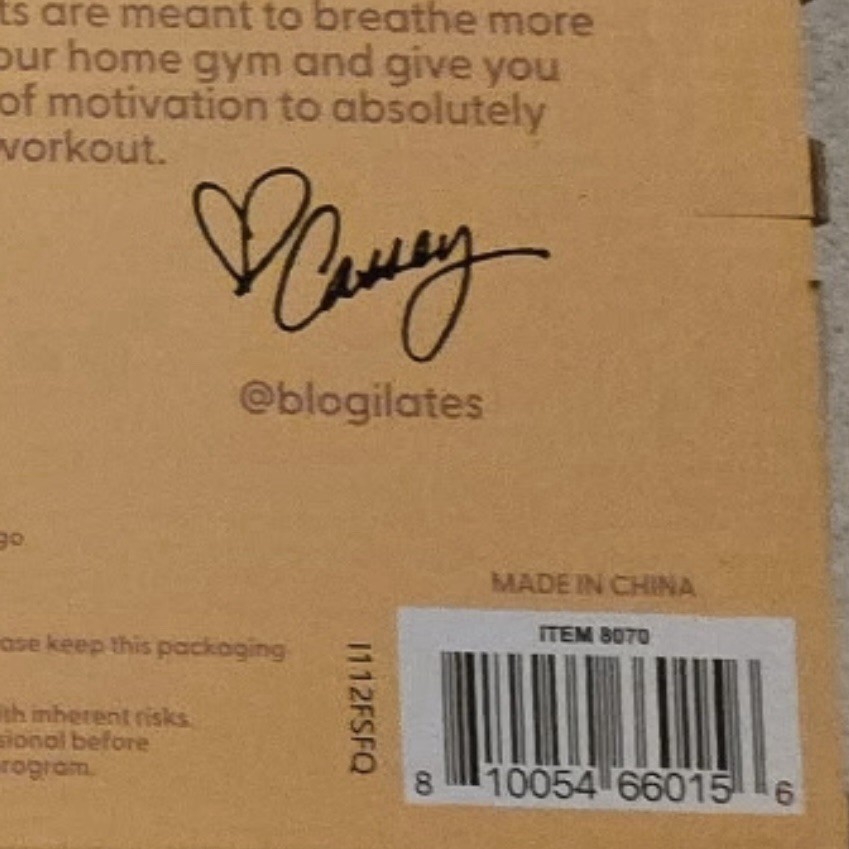 ts are meant to breathe more
our home gym and give you
of motivation to absolutely
workout.
Cassey
@blogilates
go
MADE IN CHINA
ITEM 8070
ase keep this packaging
I112FSFQ
ith inherent risks.
sional before
rogram.
8 10054 66015 6